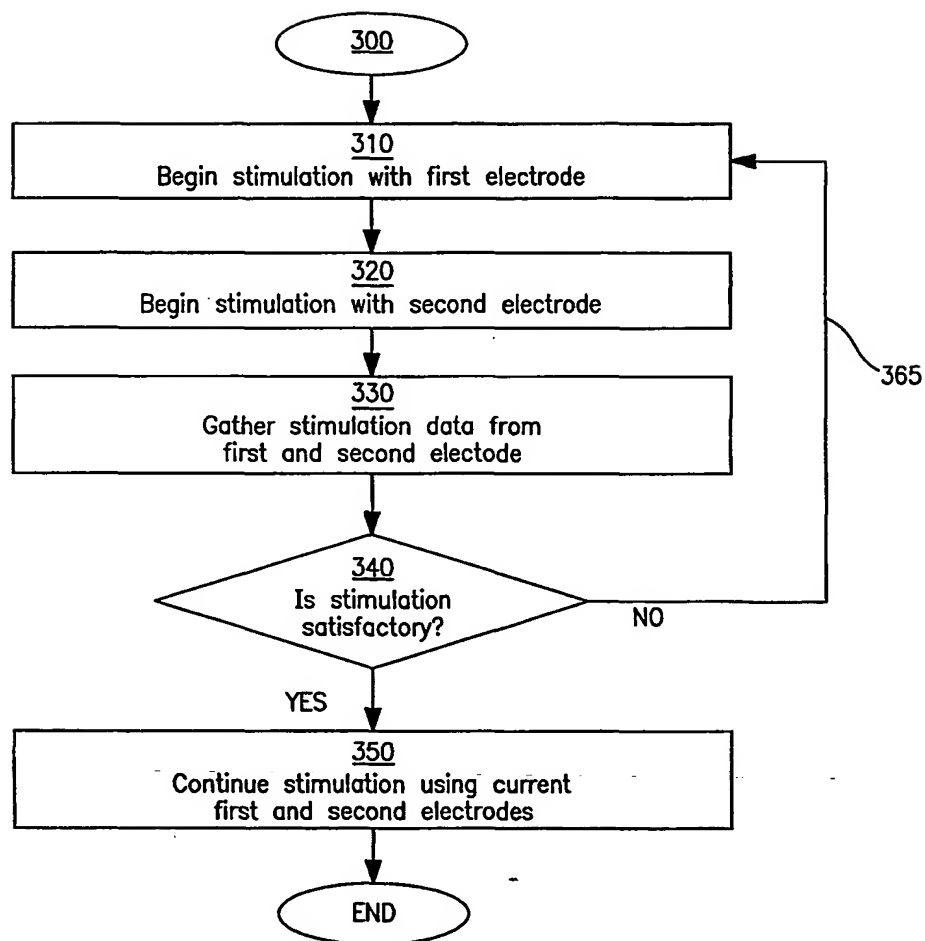 300
310
Begin stimulation with first electrode
320
Begin stimulation with second electrode
365
330
Gather stimulation data from
first and second electode
340
Is stimulation
satisfactory?
NO
YES
350
Continue stimulation using current
first and second electrodes
END